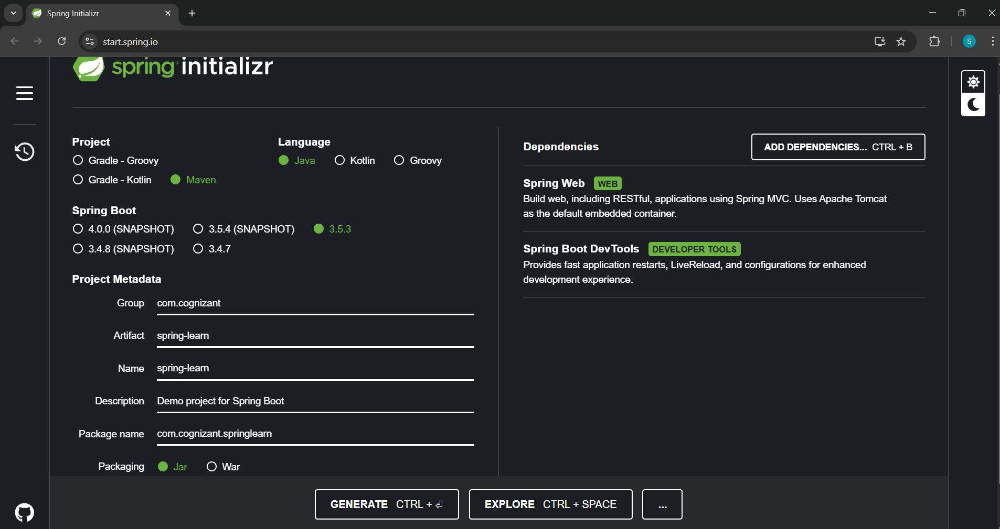 Spring Initializr
start.spring.io
S
spring initializr
Project
Gradle - Groovy
Gradle - Kotlin Maven
Language
Java Kotlin Groovy
Spring Boot
4.0.0 (SNAPSHOT) 3.5.4 (SNAPSHOT) 3.5.3
3.4.8 (SNAPSHOT) 3.4.7
Project Metadata
Group com.cognizant
Artifact spring-learn
Name spring-learn
Description Demo project for Spring Boot
Package name com.cognizant.springlearn
Packaging Jar War
Dependencies ADD DEPENDENCIES... CTRL + B
Spring Web WEB
Build web, including RESTful, applications using Spring MVC. Uses Apache Tomcat
as the default embedded container.
Spring Boot DevTools DEVELOPER TOOLS
Provides fast application restarts, LiveReload, and configurations for enhanced
development experience.
GENERATE CTRL + ⏎ EXPLORE CTRL + SPACE ...